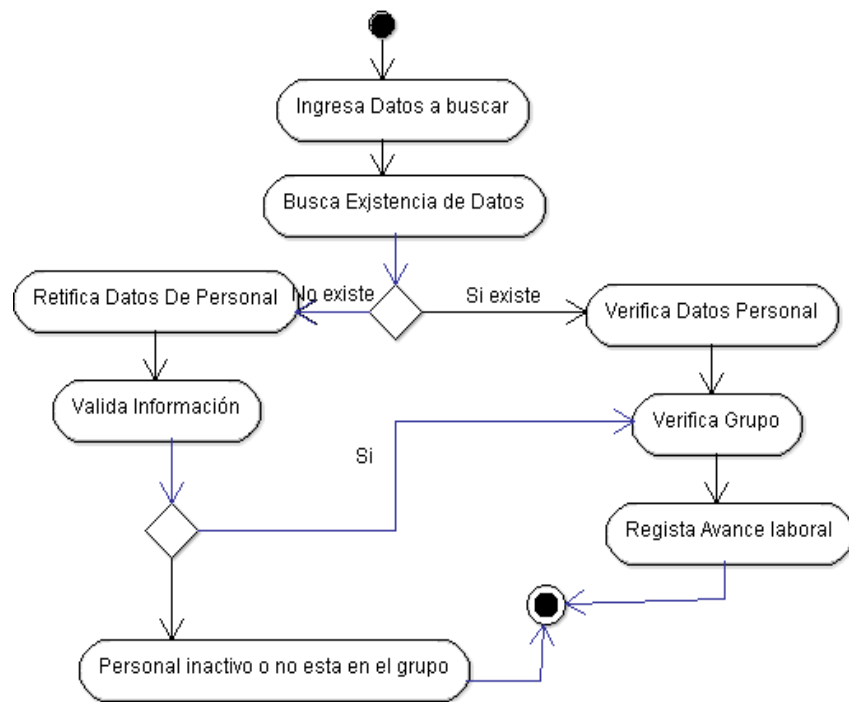 Ingresa Datos a buscar
Busca Exjstencia de Datos
Retifica Datos De Personal
No existe
Si existe
Verifica Datos Personal
Valida Información
Verifica Grupo
Si
Regista Avance laboral
Personal inactivo o no esta en el grupo